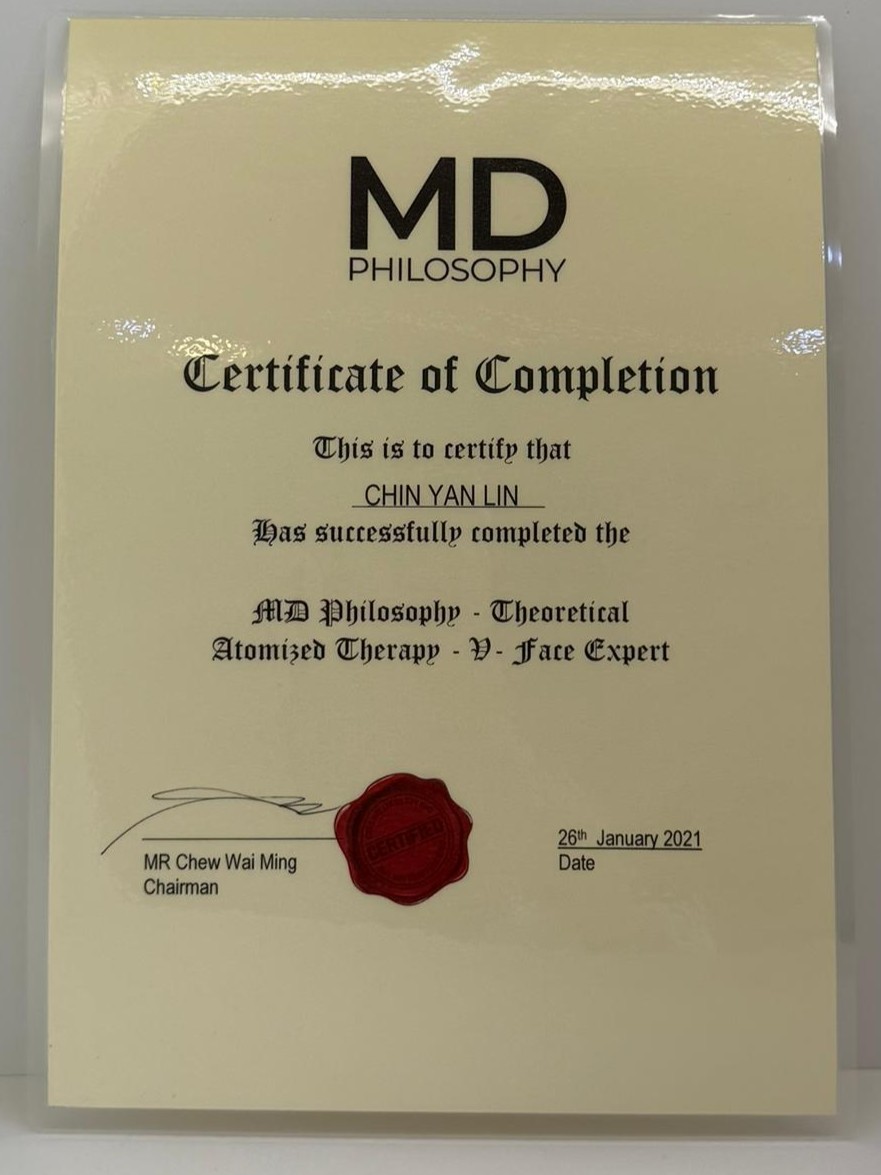 MD
PHILOSOPHY
Certificate of Completion
This is to certify that
CHIN YAN LIN
Has successfully completed the
MD Philosophy - Theoretical
Atomized Therapy - V- Face Expert
CERTIFIED
MR Chew Wai Ming
Chairman
26th January 2021
Date